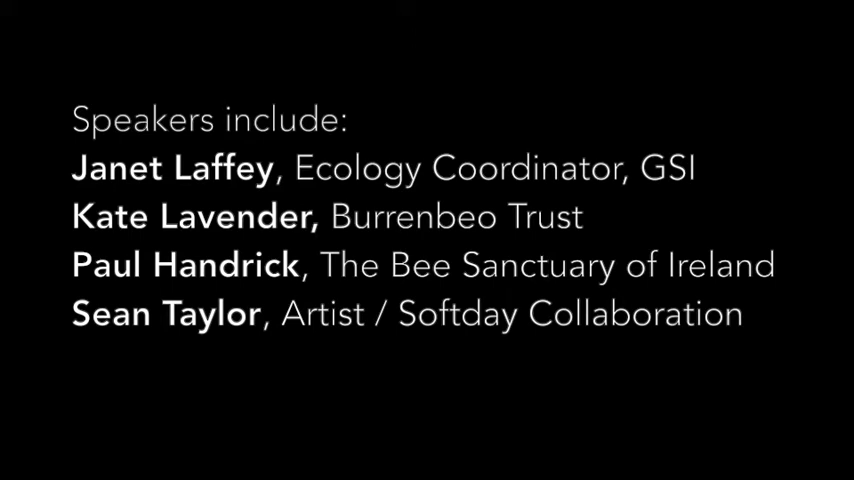 Speakers include:
Janet Laffey, Ecology Coordinator, GSI
Kate Lavender, Burrenbeo Trust
Paul Handrick, The Bee Sanctuary of Ireland
Sean Taylor, Artist / Softday Collaboration